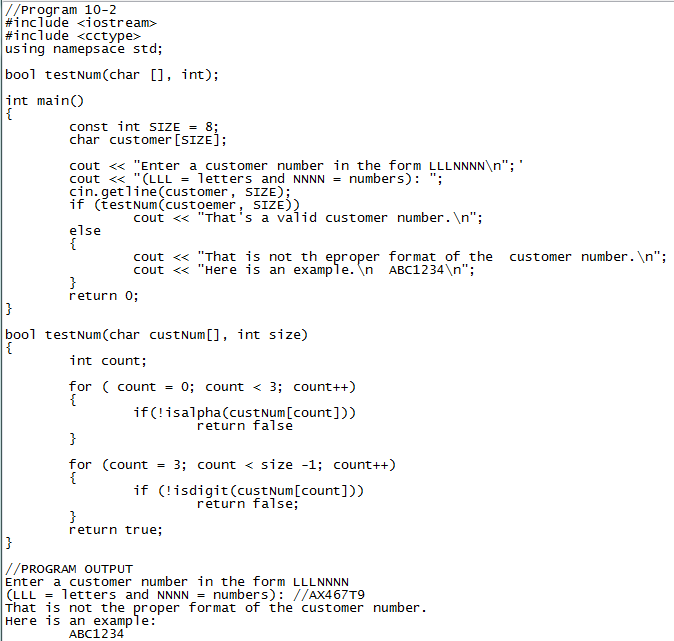 //Program 10-2
#include <iostream>
#include <cctype>
using namepsace std;
bool testNum(char [], int);
int main()
{
const int SIZE = 8;
char customer[SIZE];
cout << "Enter a customer number in the form LLLNNNN\n";'
cout << "(LLL = letters and NNNN = numbers): ";
cin.getline(customer, SIZE);
if (testNum(custoemer, SIZE))
cout << "That's a valid customer number.\n";
else
{
cout << "That is not th eproper format of the  customer number.\n";
cout << "Here is an example.\n  ABC1234\n";
}
return 0;
}
bool testNum(char custNum[], int size)
{
int count;
for ( count = 0; count < 3; count++)
{
if(!isalpha(custNum[count]))
return false
}
for (count = 3; count < size -1; count++)
{
if (!isdigit(custNum[count]))
return false;
}
return true;
}
//PROGRAM OUTPUT
Enter a customer number in the form LLLNNNN
(LLL = letters and NNNN = numbers): //AX467T9
That is not the proper format of the customer number.
Here is an example:
ABC1234